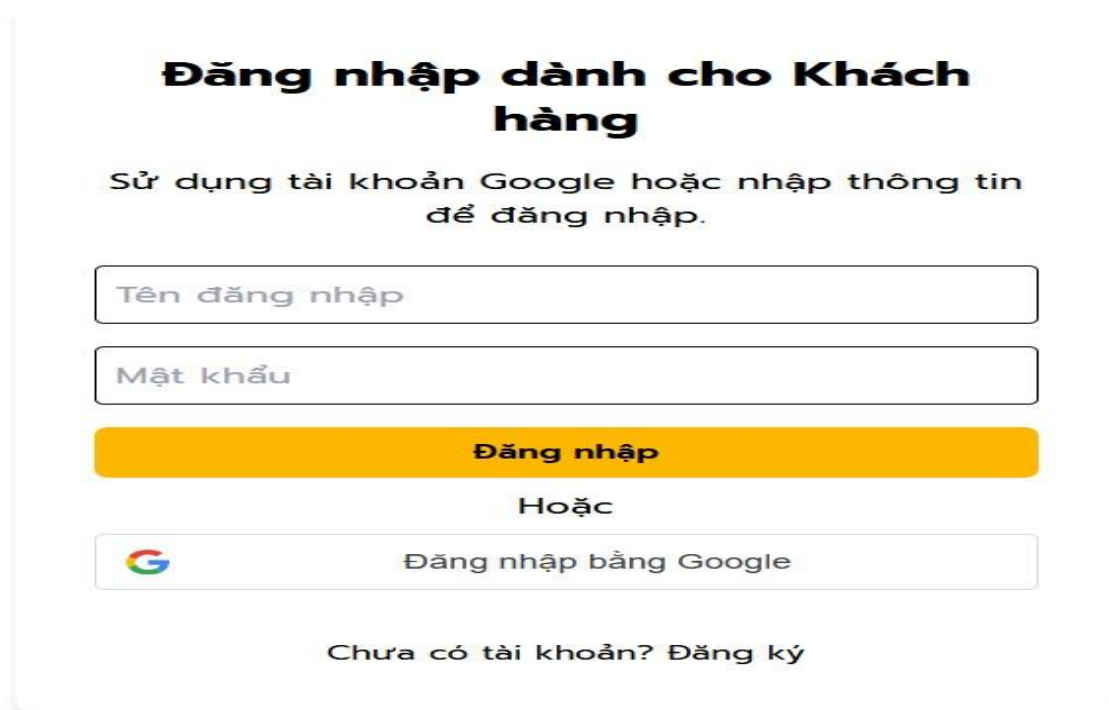 Đăng nhập dành cho Khách
hàng
Sử dụng tài khoản Google hoặc nhập thông tin
để đăng nhập.
Tên đăng nhập
Mật khẩu
Đăng nhập
Hoặc
Đăng nhập bằng Google
Chưa có tài khoản? Đăng ký